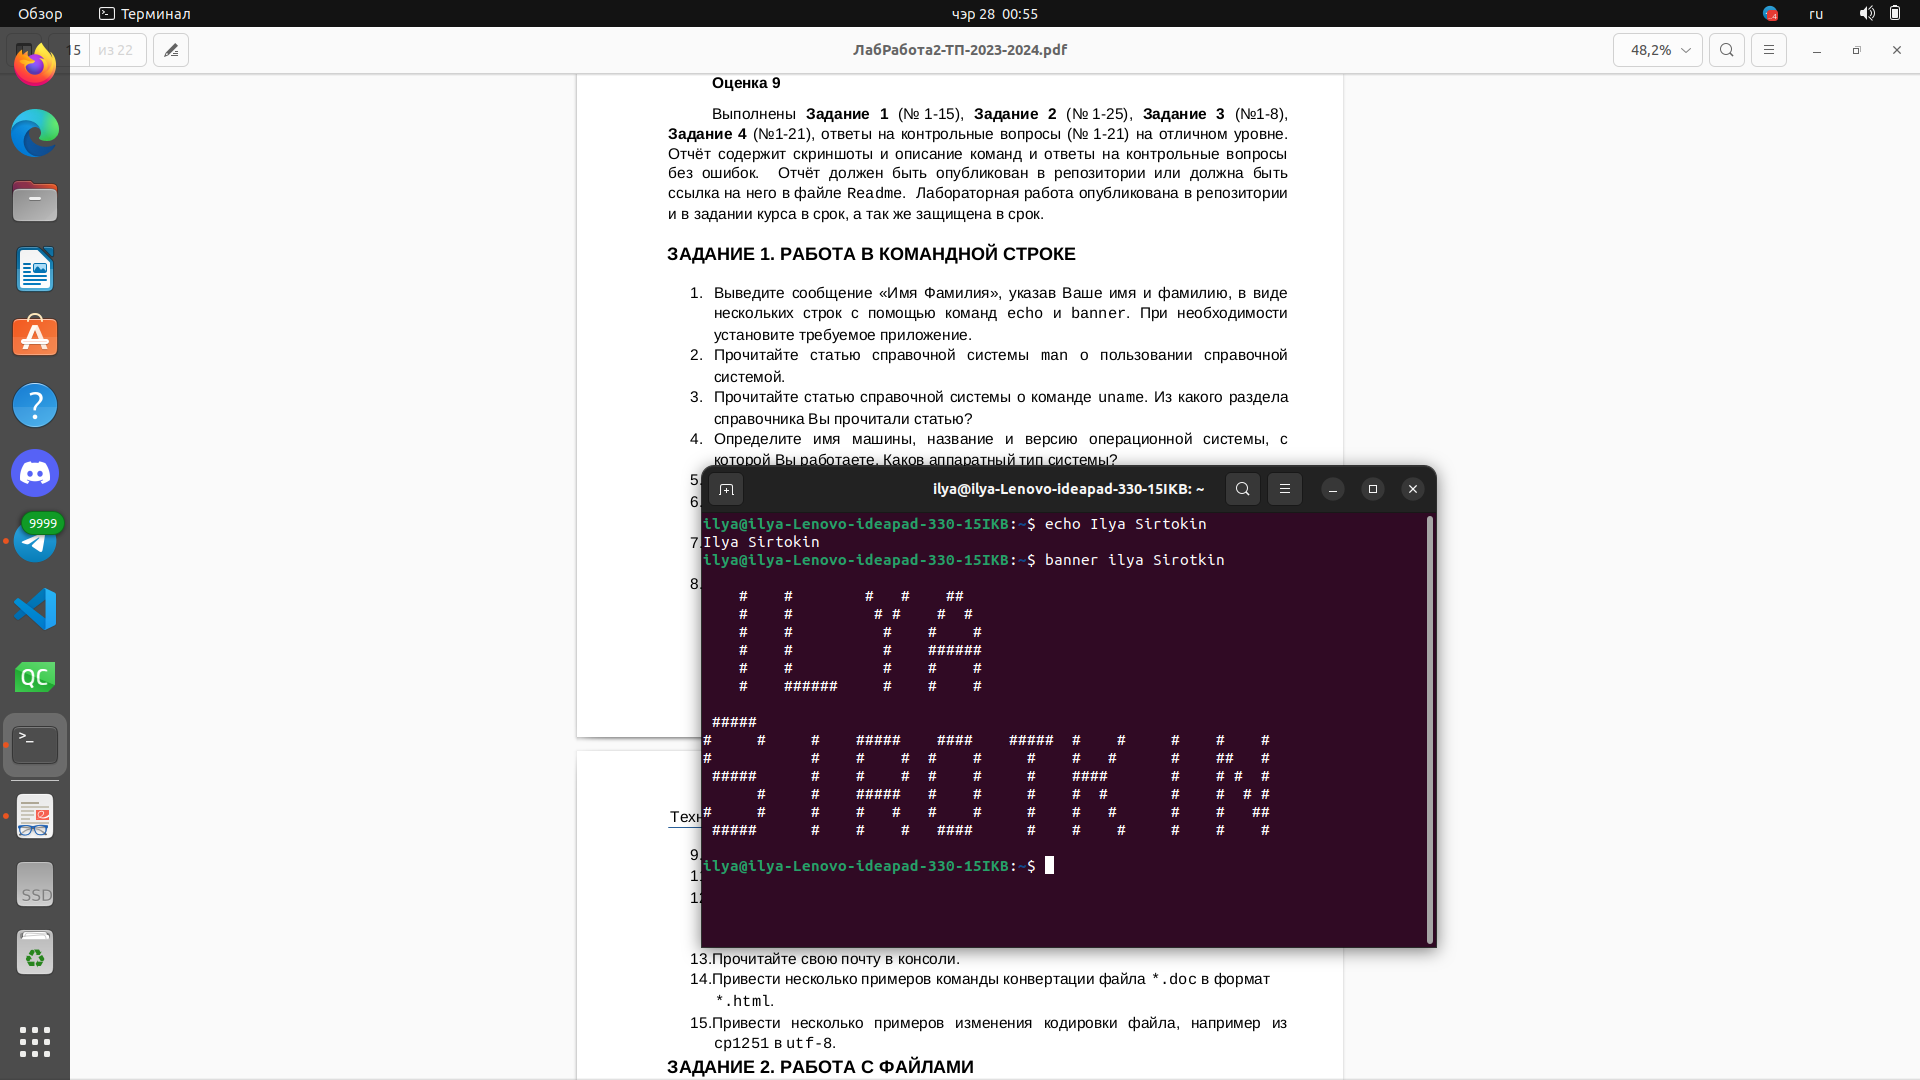 Обзор
Терминал
чэр 28 00:55
ru
15
из 22
ЛабРабота2-ТП-2023-2024.pdf
48,2%
Оценка 9
Выполнены Задание 1 (№ 1-15), Задание 2 (№ 1-25), Задание 3 (№1-8),
Задание 4 (№1-21), ответы на контрольные вопросы (№ 1-21) на отличном уровне.
Отчёт содержит скриншоты и описание команд и ответы на контрольные вопросы
без ошибок. Отчёт должен быть опубликован в репозитории или должна быть
ссылка на него в файле Readme. Лабораторная работа опубликована в репозитории
и в задании курса в срок, а так же защищена в срок.
ЗАДАНИЕ 1. РАБОТА В КОМАНДНОЙ СТРОКЕ
1. Выведите сообщение «Имя Фамилия», указав Ваше имя и фамилию, в виде
нескольких строк с помощью команд echo и banner. При необходимости
установите требуемое приложение.
2. Прочитайте статью справочной системы man о пользовании справочной
системой.
3. Прочитайте статью справочной системы о команде uname. Из какого раздела
справочника Вы прочитали статью?
4. Определите имя машины, название и версию операционной системы, с
которой Вы работаете. Каков аппаратный тип системы?
5.
6.
7.
8.
ilya@ilya-Lenovo-ideapad-330-15IKB: ~
ilya@ilya-Lenovo-ideapad-330-15IKB:~$ echo Ilya Sirtokin
Ilya Sirtokin
ilya@ilya-Lenovo-ideapad-330-15IKB:~$ banner ilya Sirotkin
ILYA
SIROTKIN
ilya@ilya-Lenovo-ideapad-330-15IKB:~$
Техн
9.
11
12
13.Прочитайте свою почту в консоли.
14.Привести несколько примеров команды конвертации файла *.doc в формат
*.html.
15.Привести несколько примеров изменения кодировки файла, например из
cp1251 в utf-8.
ЗАДАНИЕ 2. РАБОТА С ФАЙЛАМИ
9999
QC
>_
SSD